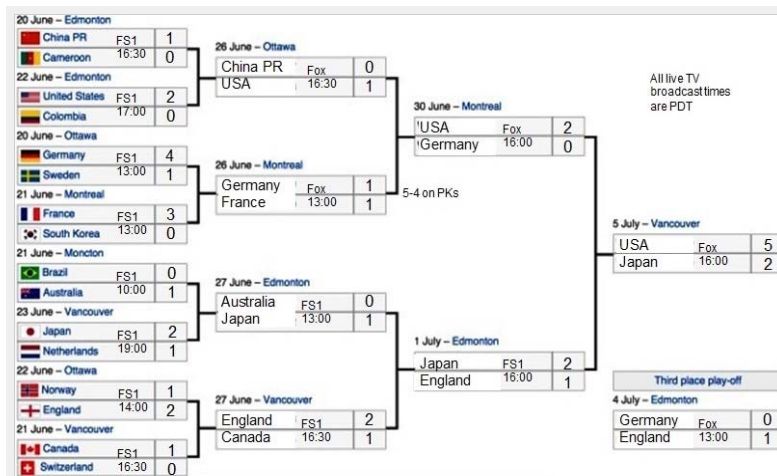 20 June – Edmonton
China PR FS1 1
Cameroon 16:30 0
22 June – Edmonton
United States FS1 2
Colombia 17:00 0
20 June – Ottawa
Germany FS1 4
Sweden 13:00 1
21 June – Montreal
France FS1 3
South Korea 13:00 0
21 June – Moncton
Brazil FS1 0
Australia 10:00 1
23 June – Vancouver
Japan FS1 2
Netherlands 19:00 1
22 June – Ottawa
Norway FS1 1
England 14:00 2
21 June – Vancouver
Canada FS1 1
Switzerland 16:30 0
26 June – Ottawa
China PR Fox 0
USA 16:30 1
26 June – Montreal
Germany Fox 1
France 13:00 1
5-4 on PKs
27 June – Edmonton
Australia FS1 0
Japan 13:00 1
27 June – Vancouver
England FS1 2
Canada 16:30 1
30 June – Montreal
USA Fox 2
Germany 16:00 0
1 July – Edmonton
Japan FS1 2
England 16:00 1
All live TV
broadcast times
are PDT
5 July – Vancouver
USA Fox 5
Japan 16:00 2
Third place play-off
4 July – Edmonton
Germany Fox 0
England 13:00 1